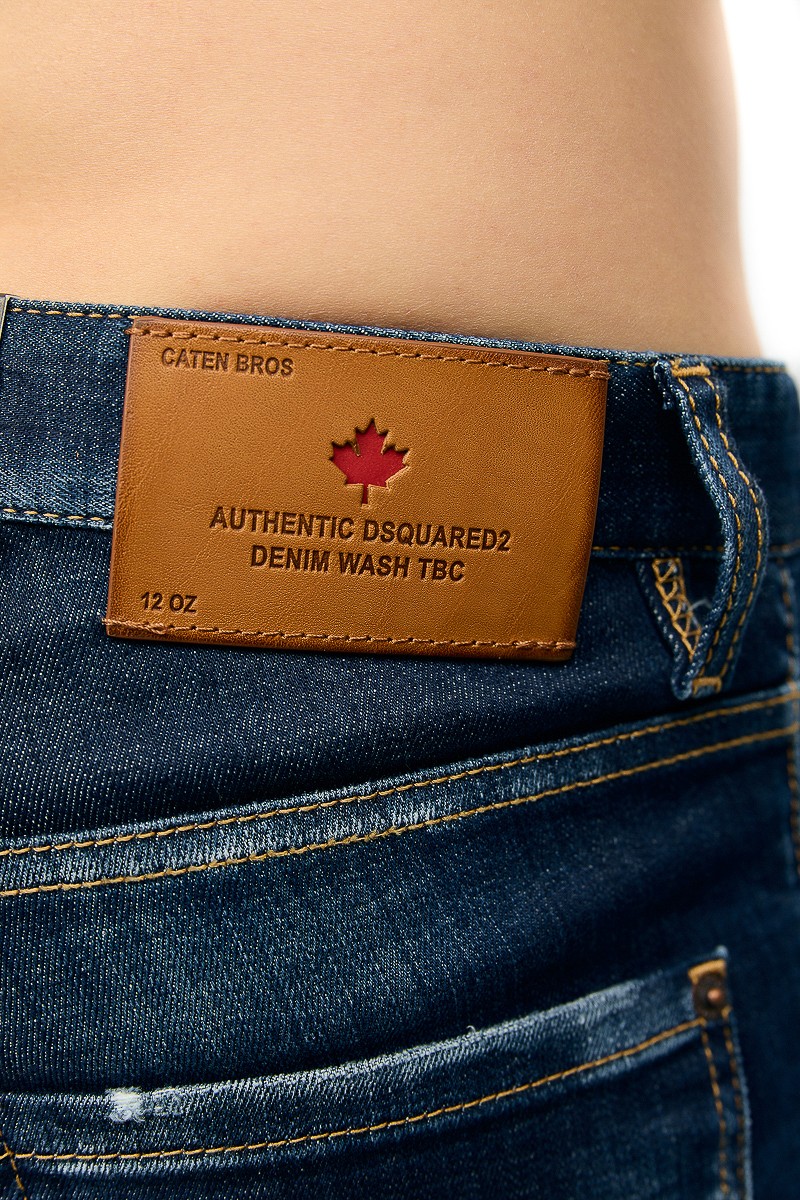 CATEN BROS
AUTHENTIC DSQUARED2
DENIM WASH TBC
12 OZ